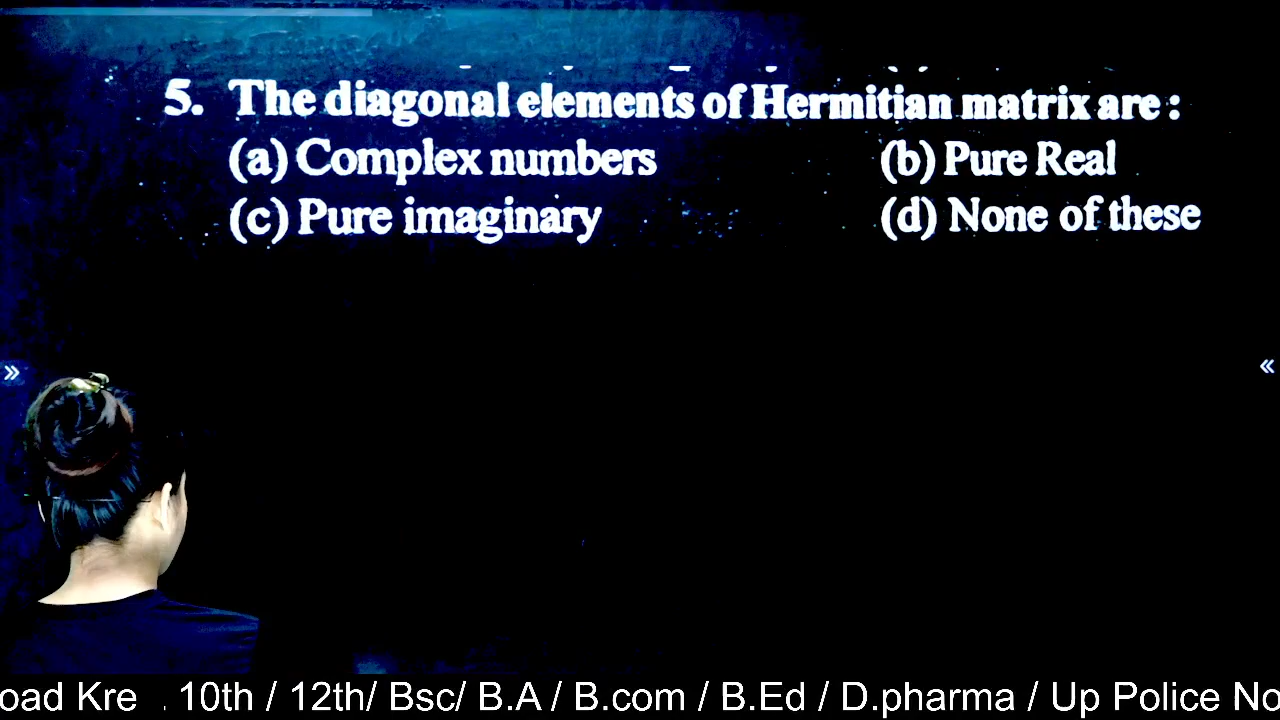 5. The diagonal elements of Hermitian matrix are :
(a) Complex numbers (b) Pure Real
(c) Pure imaginary (d) None of these
» «
oad Kre . 10th / 12th/ Bsc/ B.A / B.com / B.Ed / D.pharma / Up Police No